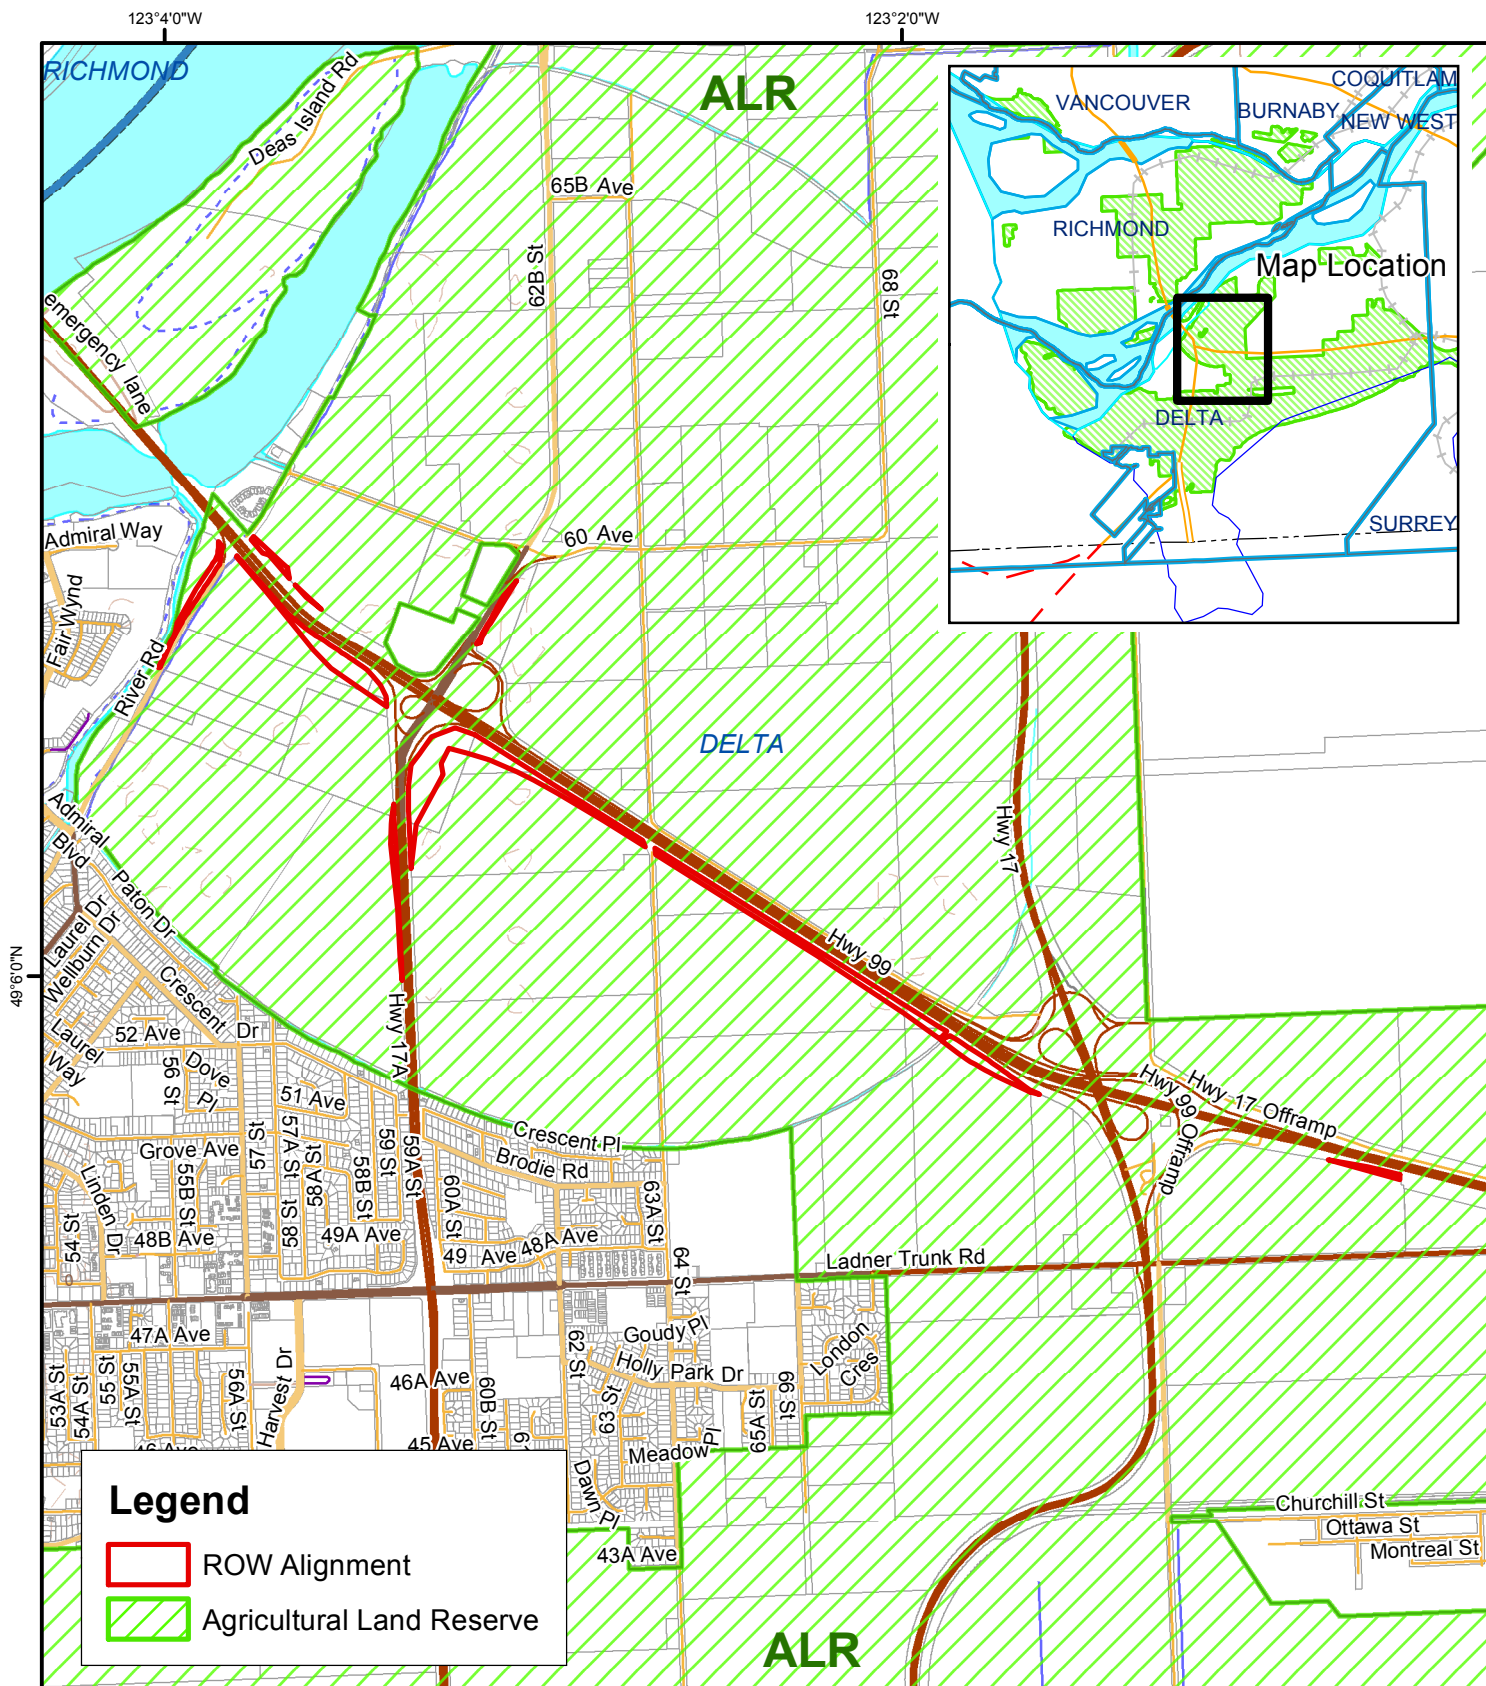 123°4'0"W
123°2'0"W
49°6'0"N
RICHMOND
Deas Island Rd
ALR
65B Ave
62B St
68 St
emergency lane
60 Ave
Admiral Way
Fair Wynd
River Rd
DELTA
Hwy 17
Hwy 99
Admiral
Blvd
Paton Dr
Laurel Dr
Wellburn Dr
Crescent Dr
Laurel
Way
52 Ave
56 St
Dove
Pl
51 Ave
Hwy 17A
Hwy 17 Offramp
Hwy 99 Offramp
Grove Ave
57 St
57A St
58A St
58 St
58B St
59 St
59A St
Crescent Pl
Brodie Rd
60A St
63A St
Linden Dr
55B St
54 St
48B Ave
49A Ave
49 Ave
48A Ave
64 St
Ladner Trunk Rd
47A Ave
53A St
54A St
55 St
55A St
56A St
Harvest Dr
46A Ave
60B St
62 St
Goudy Pl
Holly Park Dr
63 St
65A St
66 St
London
Cres
46 Ave
45 Ave
Meadow Pl
Dawn Pl
43A Ave
Churchill St
Ottawa St
Montreal St
ALR
VANCOUVER
BURNABY
COQUITLAM
NEW WEST
RICHMOND
Map Location
DELTA
SURREY
Legend
ROW Alignment
Agricultural Land Reserve